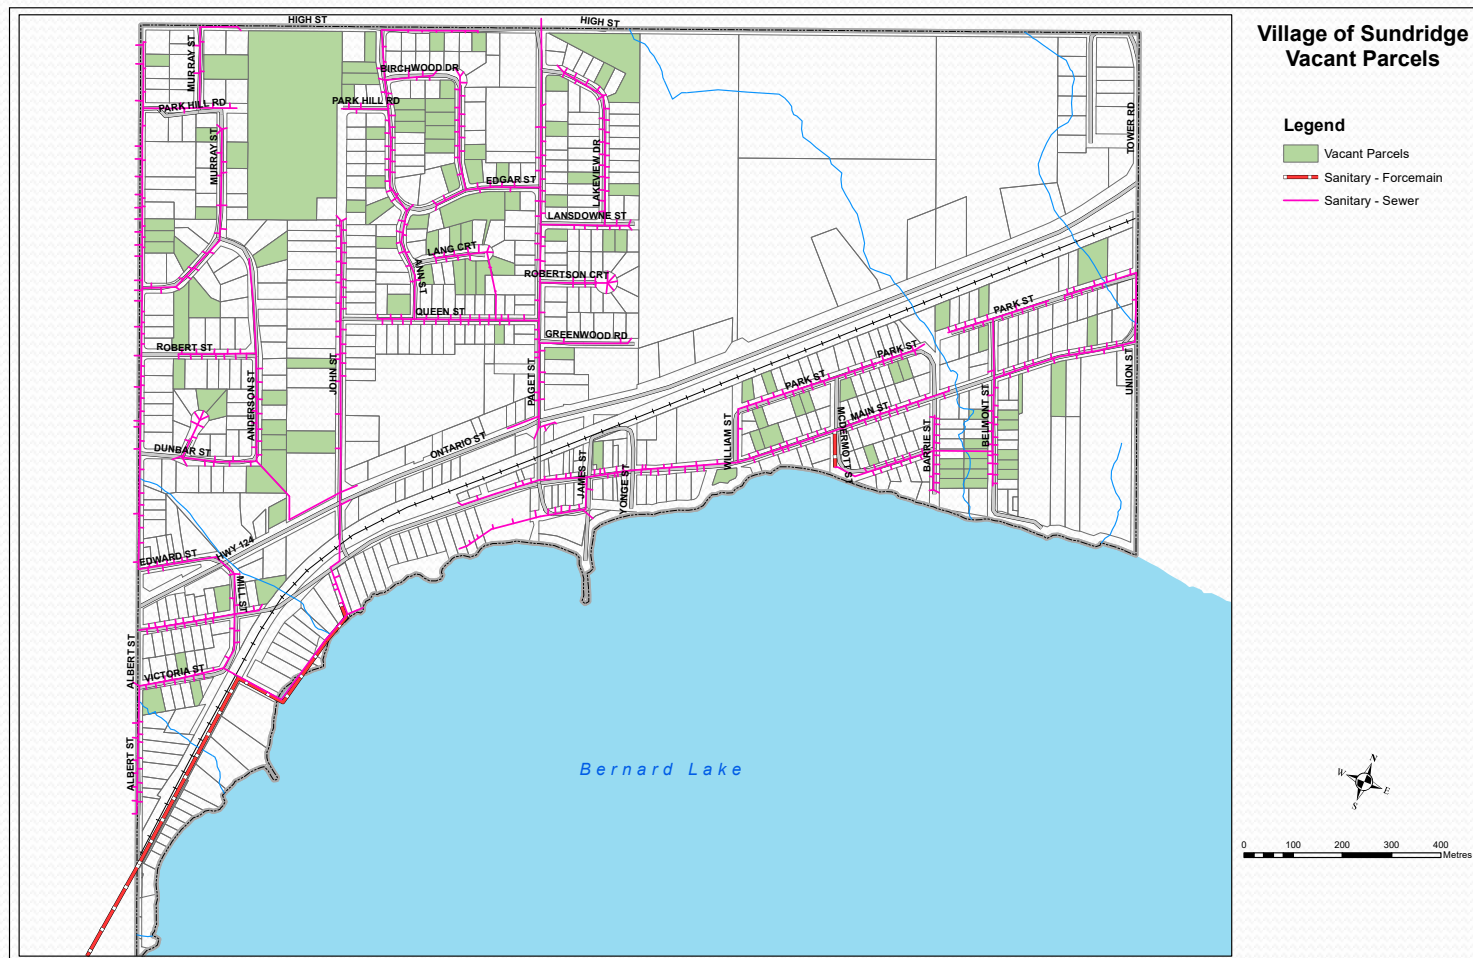 Village of Sundridge
Vacant Parcels
Legend
Vacant Parcels
Sanitary - Forcemain
Sanitary - Sewer
HIGH ST
HIGH ST
MURRAY ST
BIRCHWOOD DR
PARK HILL RD
PARK HILL RD
TOWER RD
MURRAY ST
LAKEVIEW DR
EDGAR ST
LANSDOWNE ST
LANG CRT
ANN ST
ROBERTSON CRT
QUEEN ST
PARK ST
GREENWOOD RD
ROBERT ST
PARK ST
UNION ST
JOHN ST
PAGET ST
PARK ST
ANDERSON ST
MAIN ST
MCDERMOTT ST
BELMONT ST
BARRIE ST
WILLIAM ST
ONTARIO ST
DUNBAR ST
JAMES ST
YONGE ST
HWY 124
EDWARD ST
MILL ST
ALBERT ST
VICTORIA ST
ALBERT ST
Bernard Lake
N
W
E
S
0 100 200 300 400
Metres